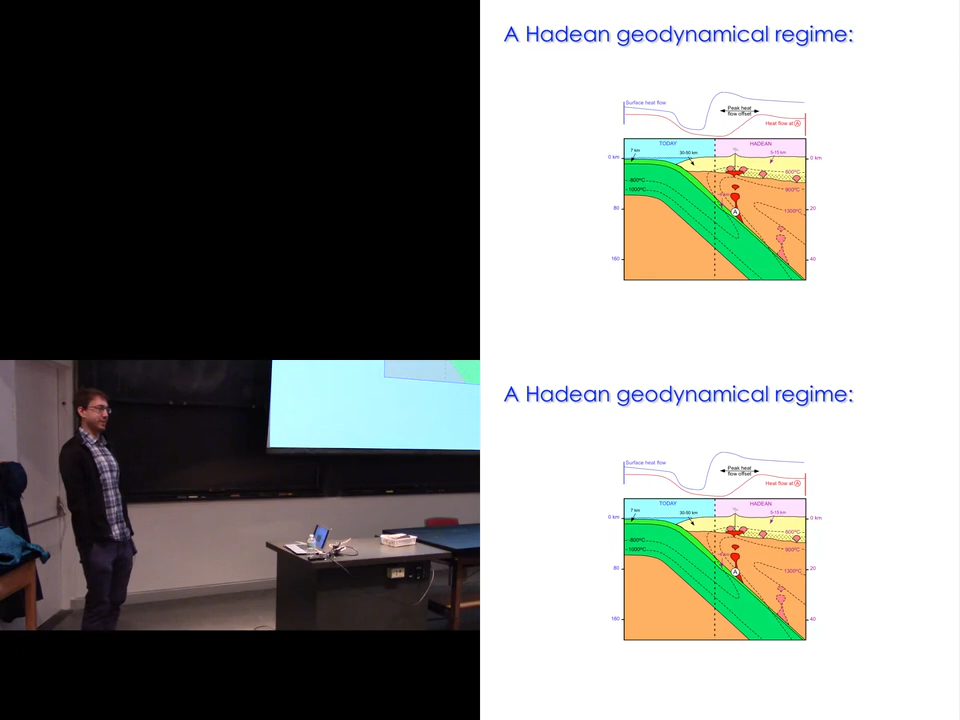 A Hadean geodynamical regime:
Surface heat flow
Peak heat
flow offset
Heat flow at A
TODAY
HADEAN
7 km
30-50 km
5-15 km
0 km
0 km
600°C
800°C
1000°C
900°C
1300°C
80
20
A
160
40
A Hadean geodynamical regime:
Surface heat flow
Peak heat
flow offset
Heat flow at A
TODAY
HADEAN
7 km
30-50 km
5-15 km
0 km
0 km
600°C
800°C
1000°C
900°C
1300°C
80
20
A
160
40